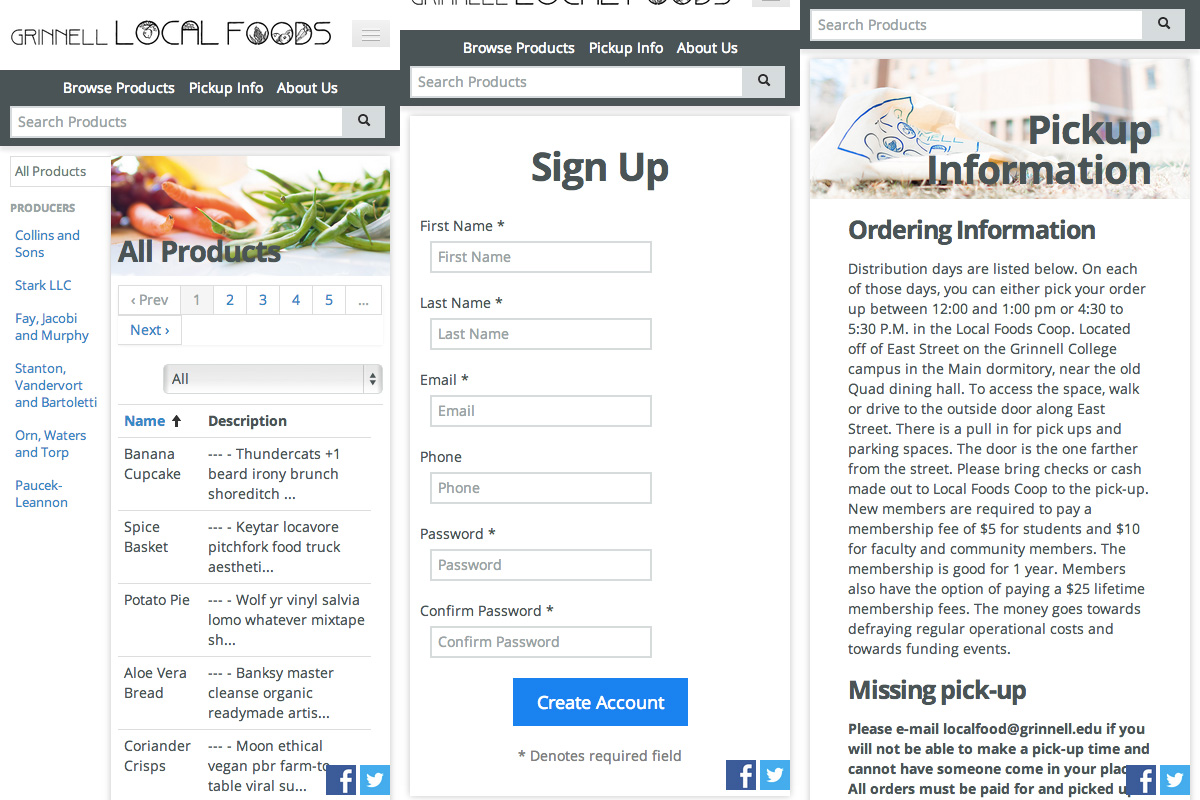 GRINNELL LOCAL FOODS
Browse Products Pickup Info About Us
Search Products
All Products
PRODUCERS
Collins and
Sons
Stark LLC
Fay, Jacobi
and Murphy
Stanton,
Vandervort
and Bartoletti
Orn, Waters
and Torp
Paucek-
Leannon
All Products
‹ Prev 1 2 3 4 5 ...
Next ›
All
Name Description
Banana --- - Thundercats +1
Cupcake beard irony brunch
shoreditch ...
Spice --- - Keytar locavore
Basket pitchfork food truck
aestheti...
Potato Pie --- - Wolf yr vinyl salvia
lomo whatever mixtape
sh...
Aloe Vera --- - Banksy master
Bread cleanse organic
readymade artis...
Coriander --- - Moon ethical
Crisps vegan pbr farm-to-
table viral su...
f
GRINNELL LOCAL FOODS
Browse Products Pickup Info About Us
Search Products
Sign Up
First Name *
First Name
Last Name *
Last Name
Email *
Email
Phone
Phone
Password *
Password
Confirm Password *
Confirm Password
Create Account
* Denotes required field
f
Search Products
Pickup
Information
Ordering Information
Distribution days are listed below. On each
of those days, you can either pick your order
up between 12:00 and 1:00 pm or 4:30 to
5:30 P.M. in the Local Foods Coop. Located
off of East Street on the Grinnell College
campus in the Main dormitory, near the old
Quad dining hall. To access the space, walk
or drive to the outside door along East
Street. There is a pull in for pick ups and
parking spaces. The door is the one farther
from the street. Please bring checks or cash
made out to Local Foods Coop to the pick-up.
New members are required to pay a
membership fee of $5 for students and $10
for faculty and community members. The
membership is good for 1 year. Members
also have the option of paying a $25 lifetime
membership fees. The money goes towards
defraying regular operational costs and
towards funding events.
Missing pick-up
Please e-mail localfood@grinnell.edu if you
will not be able to make a pick-up time and
cannot have someone come in your
All orders must be paid for and picked
f